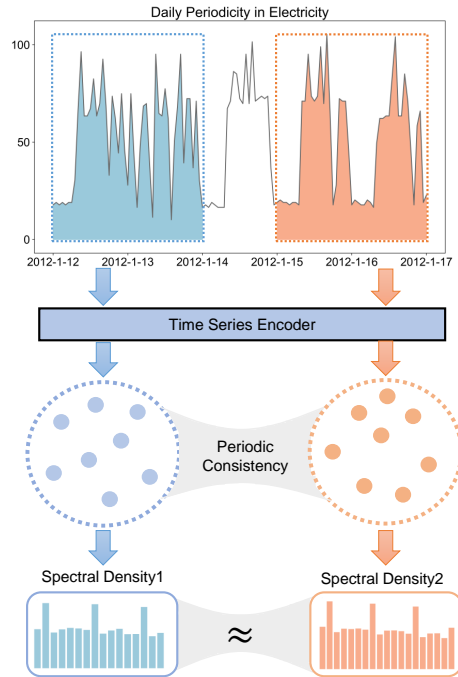 Daily Periodicity in Electricity
100
50
0
2012-1-12 2012-1-13 2012-1-14 2012-1-15 2012-1-16 2012-1-17
Time Series Encoder
Periodic
Consistency
Spectral Density1 Spectral Density2
≈